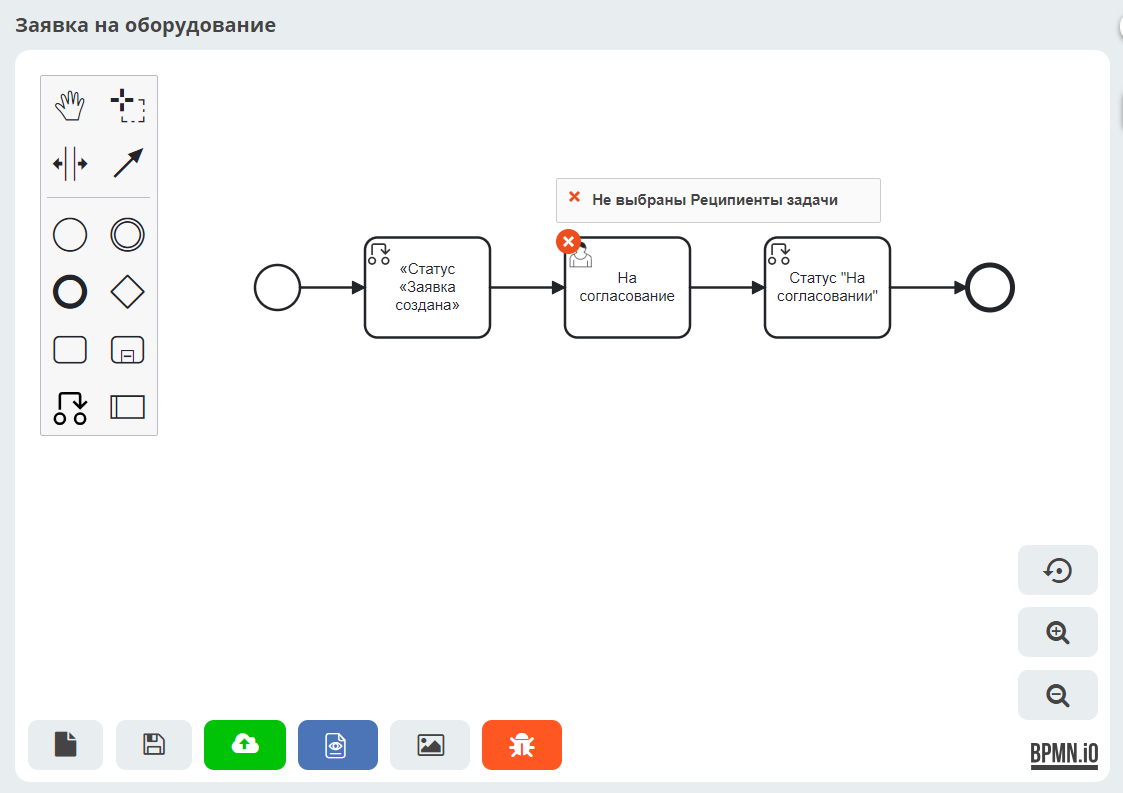 Заявка на оборудование
Не выбраны Реципиенты задачи
«Статус
«Заявка
создана»
На
согласование
Статус "На
согласовании"
BPMN.iO